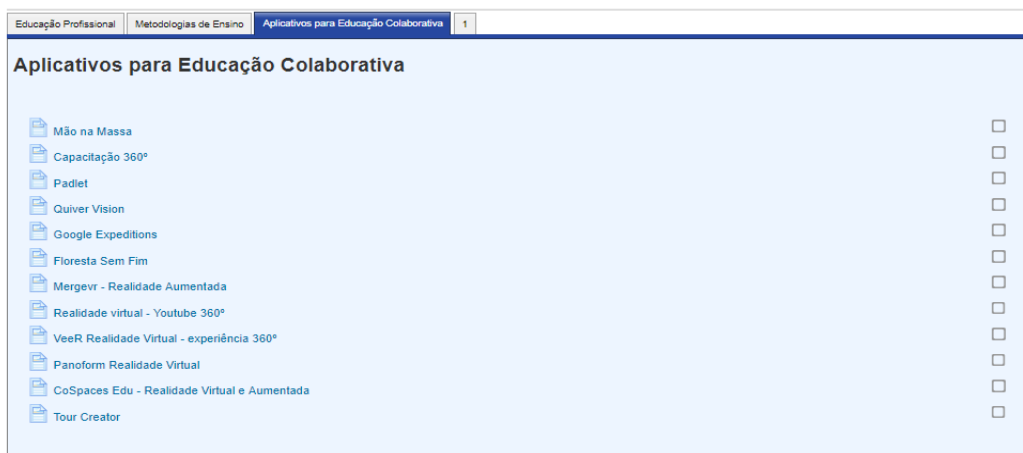 Educação Profissional
Metodologias de Ensino
Aplicativos para Educação Colaborativa
1
Aplicativos para Educação Colaborativa
Mão na Massa
Capacitação 360º
Padlet
Quiver Vision
Google Expeditions
Floresta Sem Fim
Mergevr - Realidade Aumentada
Realidade virtual - Youtube 360º
VeeR Realidade Virtual - experiência 360º
Panoform Realidade Virtual
CoSpaces Edu - Realidade Virtual e Aumentada
Tour Creator